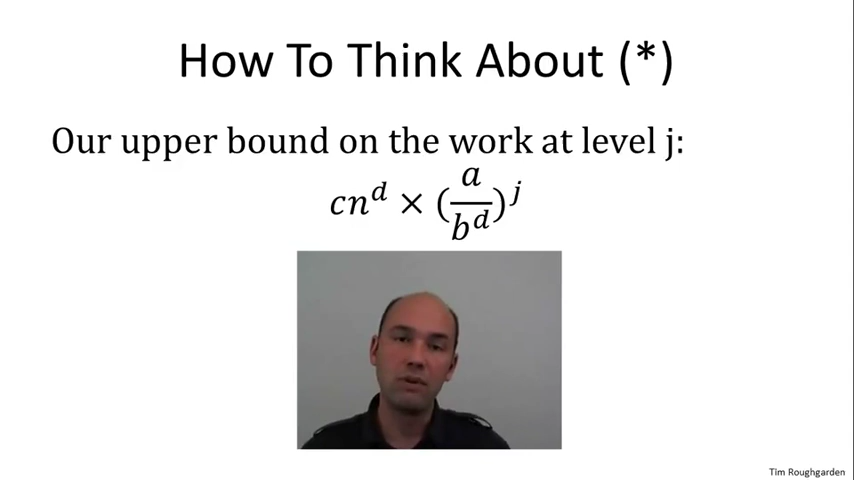 How To Think About (*)
Our upper bound on the work at level j:
cn^d × (a/b^d)^j
Tim Roughgarden